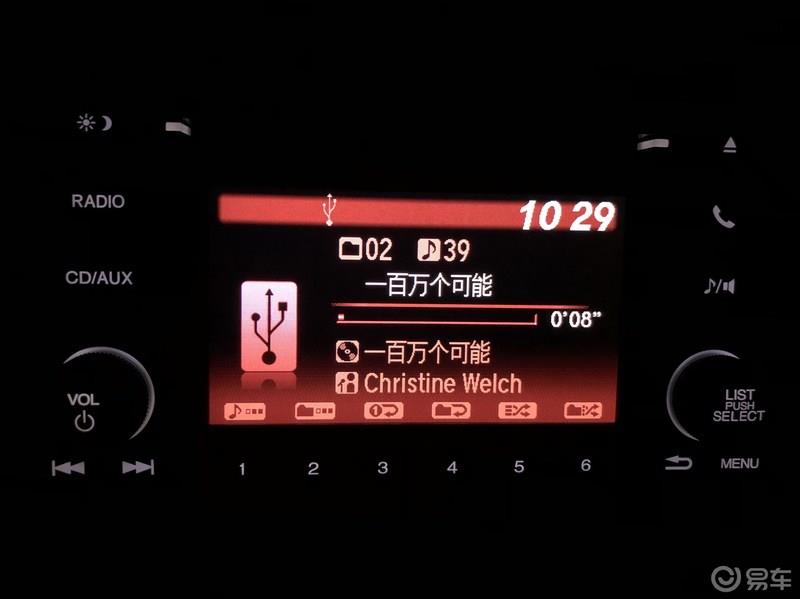 RADIO
10 29
02 39
CD/AUX
一百万个可能
0'08"
一百万个可能
VOL
Christine Welch
LIST
PUSH
SELECT
1 2 3 4 5 6
MENU
易车